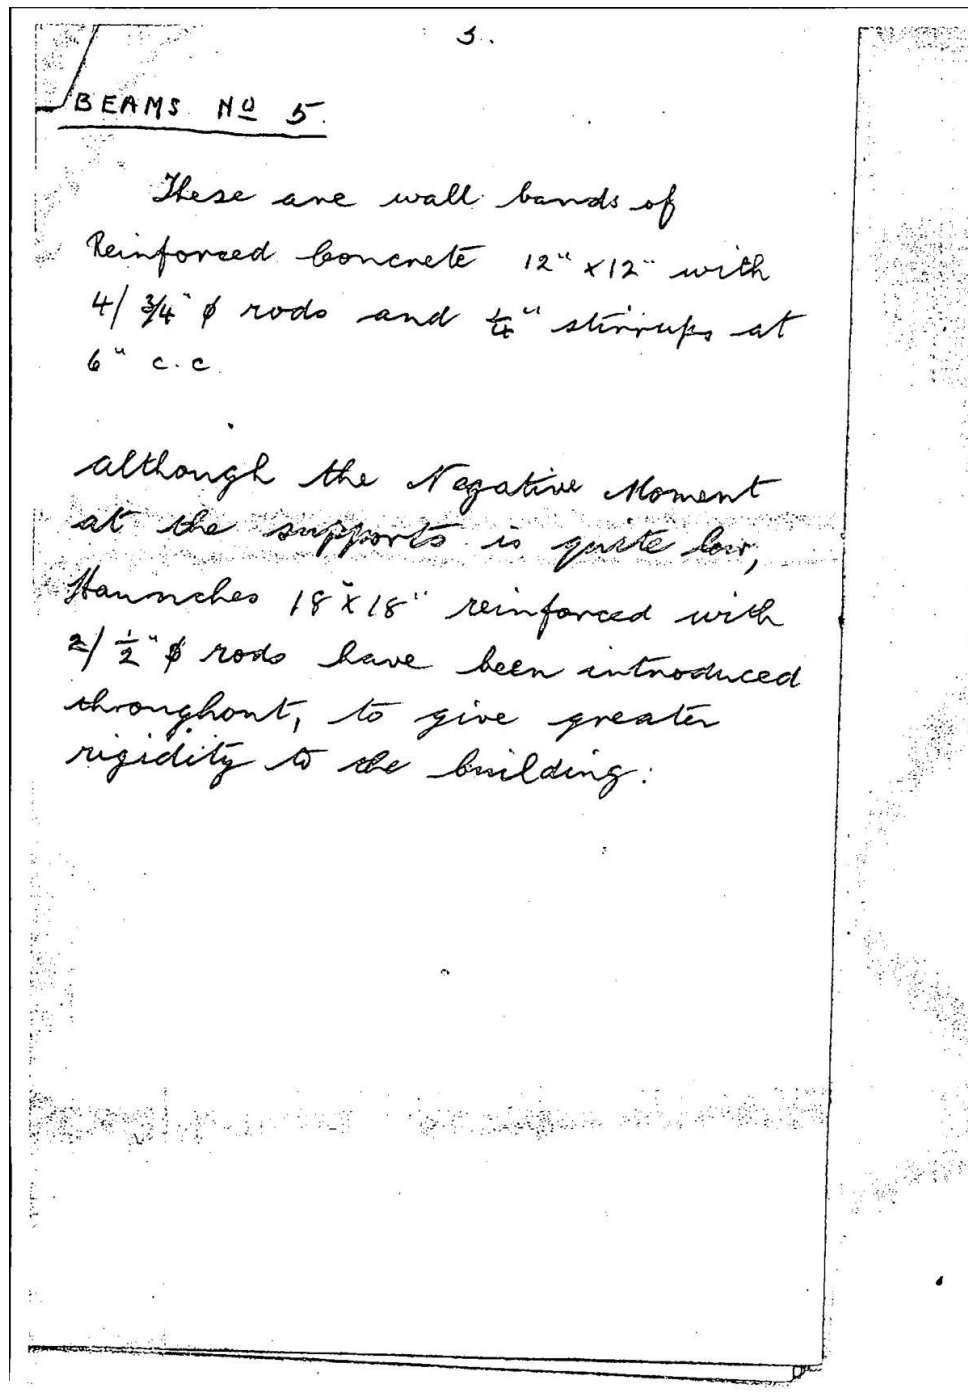 3.
BEAMS Nº 5.
These are wall bands of
Reinforced Concrete 12" x 12" with
4/ 3/4" ϕ rods and 1/4" stirrups at
6" c.c.
although the Negative Moment
at the supports is quite low,
Haunches 18" x 18" reinforced with
2/ 1/2" ϕ rods have been introduced
throughout, to give greater
rigidity to the building: